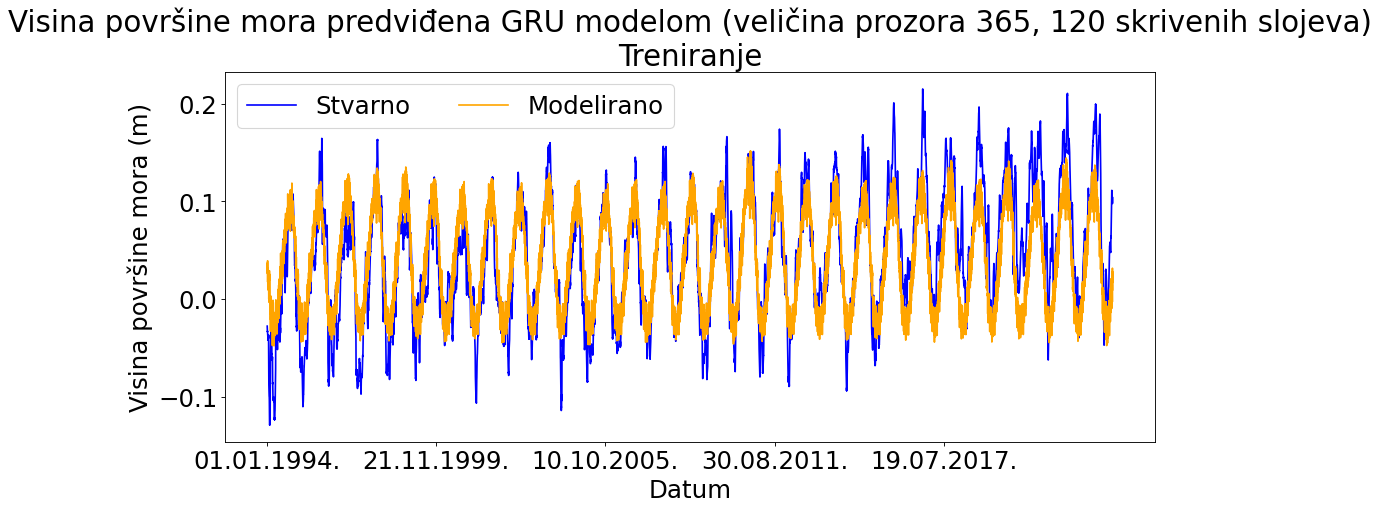 Visina površine mora predviđena GRU modelom (veličina prozora 365, 120 skrivenih slojeva)
Treniranje
Stvarno
Modelirano
Visina površine mora (m)
0.2
0.1
0.0
−0.1
01.01.1994.
21.11.1999.
10.10.2005.
30.08.2011.
19.07.2017.
Datum